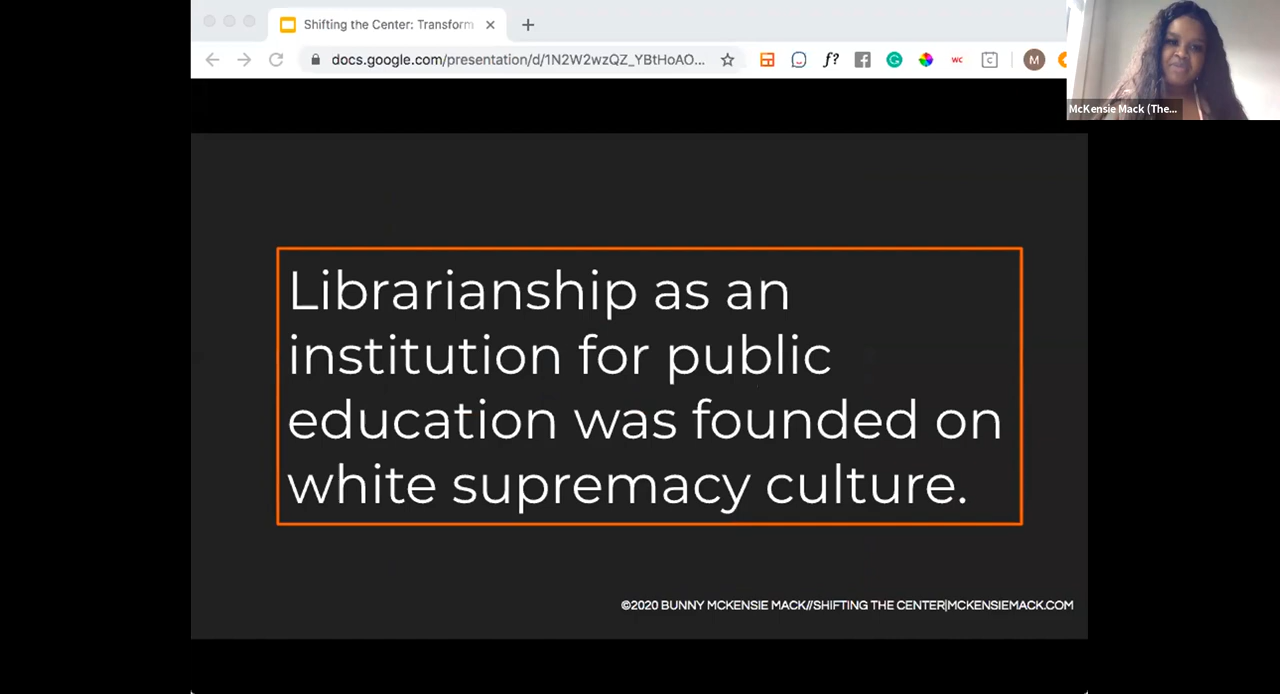 Shifting the Center: Transform
docs.google.com/presentation/d/1N2W2wzQZ_YBtHoAO...
f?
WC
C
M
McKensie Mack (The...
Librarianship as an
institution for public
education was founded on
white supremacy culture.
©2020 BUNNY MCKENSIE MACK//SHIFTING THE CENTER|MCKENSIEMACK.COM